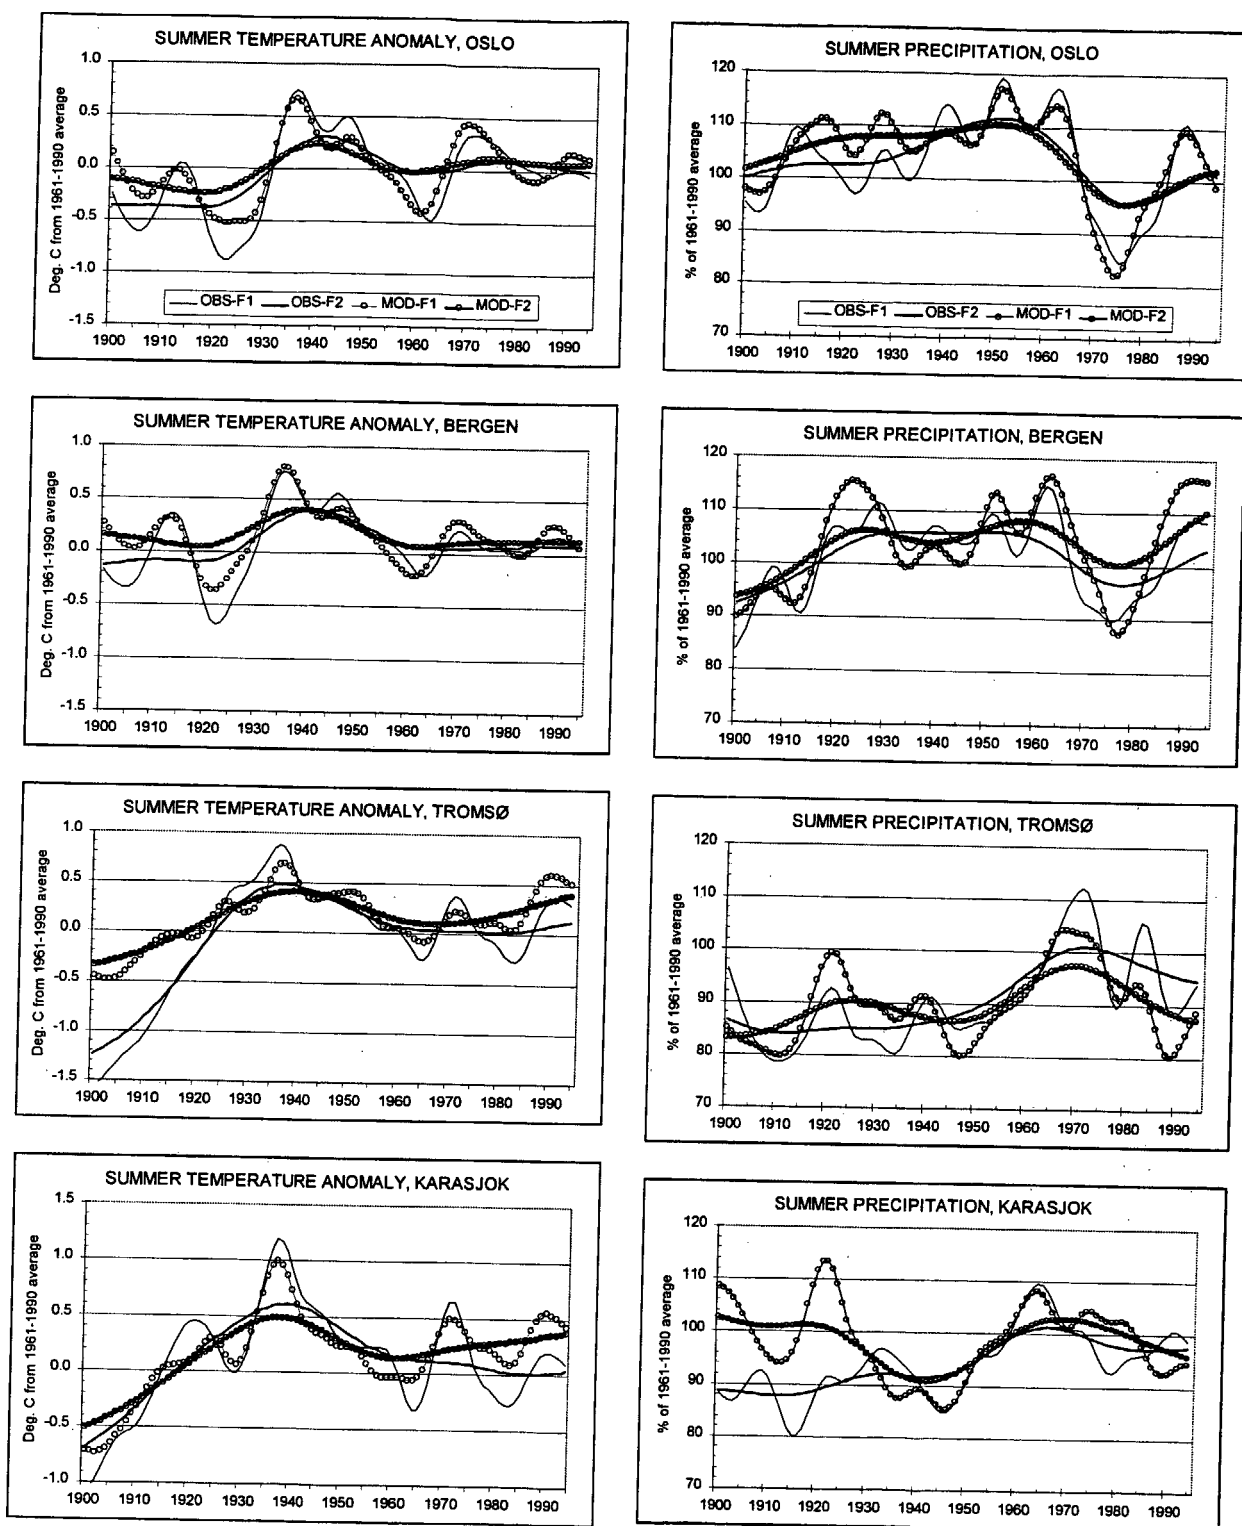 SUMMER TEMPERATURE ANOMALY, OSLO
Deg. C from 1961-1990 average
1.0
0.5
0.0
-0.5
-1.0
-1.5
OBS-F1 OBS-F2 MOD-F1 MOD-F2
1900 1910 1920 1930 1940 1950 1960 1970 1980 1990
SUMMER PRECIPITATION, OSLO
% of 1961-1990 average
120
110
100
90
80
70
OBS-F1 OBS-F2 MOD-F1 MOD-F2
1900 1910 1920 1930 1940 1950 1960 1970 1980 1990
SUMMER TEMPERATURE ANOMALY, BERGEN
Deg. C from 1961-1990 average
1.0
0.5
0.0
-0.5
-1.0
-1.5
1900 1910 1920 1930 1940 1950 1960 1970 1980 1990
SUMMER PRECIPITATION, BERGEN
% of 1961-1990 average
120
110
100
90
80
70
1900 1910 1920 1930 1940 1950 1960 1970 1980 1990
SUMMER TEMPERATURE ANOMALY, TROMSØ
Deg. C from 1961-1990 average
1.0
0.5
0.0
-0.5
-1.0
-1.5
1900 1910 1920 1930 1940 1950 1960 1970 1980 1990
SUMMER PRECIPITATION, TROMSØ
% of 1961-1990 average
120
110
100
90
80
70
1900 1910 1920 1930 1940 1950 1960 1970 1980 1990
SUMMER TEMPERATURE ANOMALY, KARASJOK
Deg. C from 1961-1990 average
1.5
1.0
0.5
0.0
-0.5
-1.0
1900 1910 1920 1930 1940 1950 1960 1970 1980 1990
SUMMER PRECIPITATION, KARASJOK
% of 1961-1990 average
120
110
100
90
80
70
1900 1910 1920 1930 1940 1950 1960 1970 1980 1990